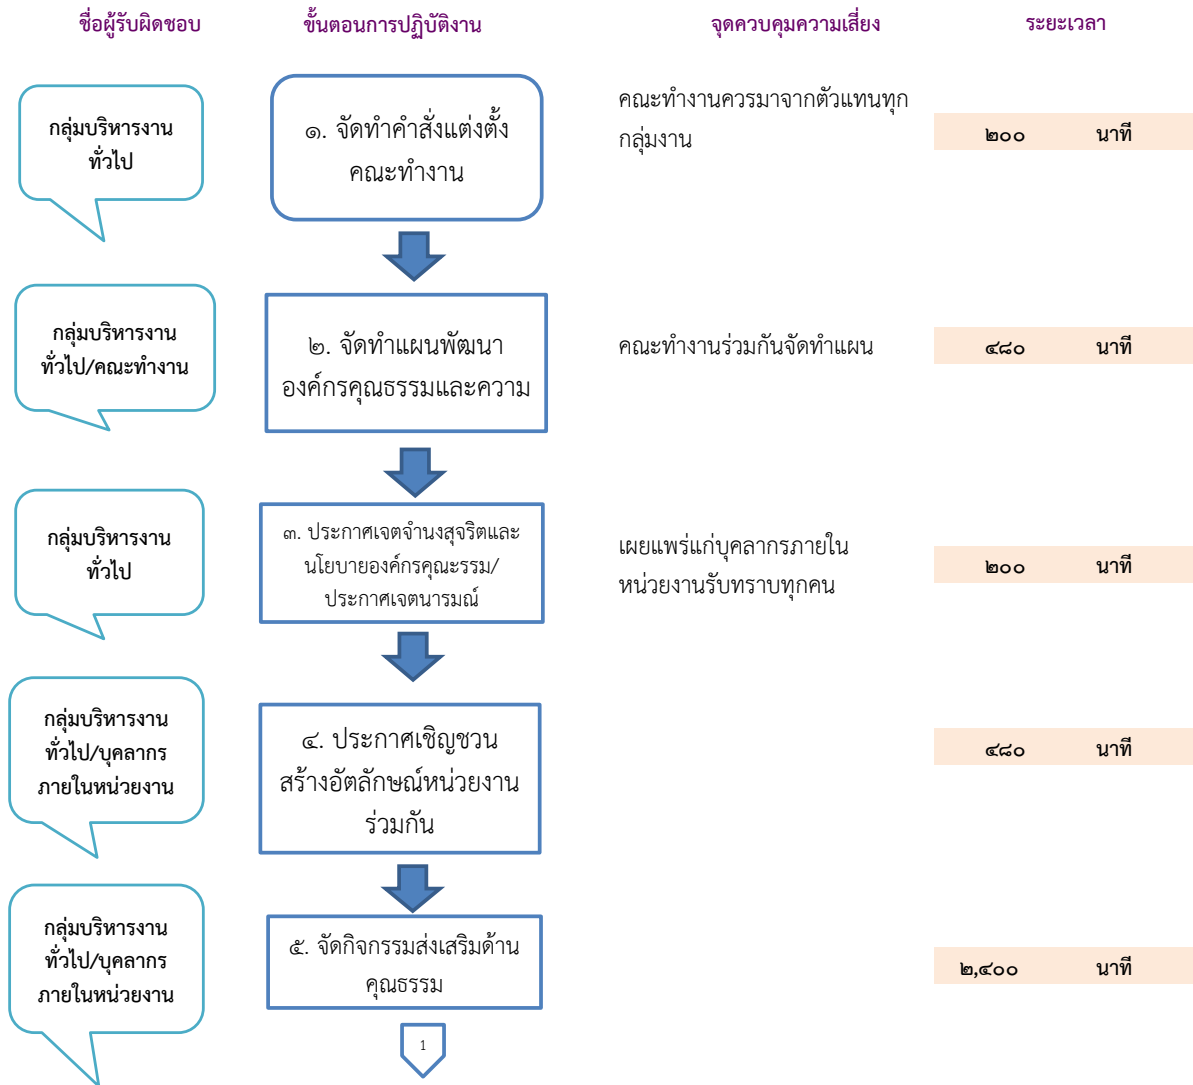 ชื่อผู้รับผิดชอบ
ขั้นตอนการปฏิบัติงาน
จุดควบคุมความเสี่ยง
ระยะเวลา
กลุ่มบริหารงาน
ทั่วไป
๑. จัดทำคำสั่งแต่งตั้ง
คณะทำงาน
คณะทำงานควรมาจากตัวแทนทุก
กลุ่มงาน
๒๐๐ นาที
กลุ่มบริหารงาน
ทั่วไป/คณะทำงาน
๒. จัดทำแผนพัฒนา
องค์กรคุณธรรมและความ
คณะทำงานร่วมกันจัดทำแผน
๔๘๐ นาที
กลุ่มบริหารงาน
ทั่วไป
๓. ประกาศเจตจำนงสุจริตและ
นโยบายองค์กรคุณะรรม/
ประกาศเจตนารมณ์
เผยแพร่แก่บุคลากรภายใน
หน่วยงานรับทราบทุกคน
๒๐๐ นาที
กลุ่มบริหารงาน
ทั่วไป/บุคลากร
ภายในหน่วยงาน
๔. ประกาศเชิญชวน
สร้างอัตลักษณ์หน่วยงาน
ร่วมกัน
๔๘๐ นาที
กลุ่มบริหารงาน
ทั่วไป/บุคลากร
ภายในหน่วยงาน
๕. จัดกิจกรรมส่งเสริมด้าน
คุณธรรม
๒,๔๐๐ นาที
1